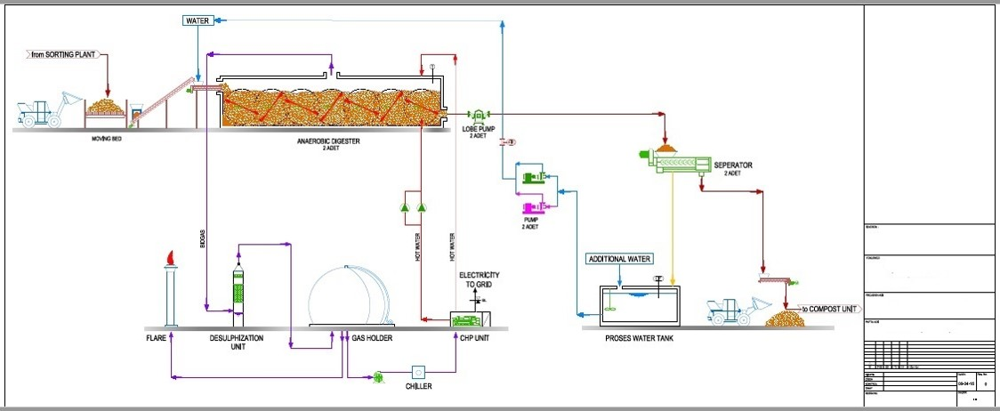 WATER
from SORTING PLANT
MOVING BED
ANAEROBIC DIGESTER
2 ADET
LOBE PUMP
2 ADET
SEPERATOR
2 ADET
PUMP
2 ADET
BIOGAS
HOT WATER
HOT WATER
ELECTRICITY
TO GRID
ADDITIONAL WATER
to COMPOST UNIT
FLARE
DESULPHIZATION
UNIT
GAS HOLDER
CHP UNIT
PROSES WATER TANK
CHILLER